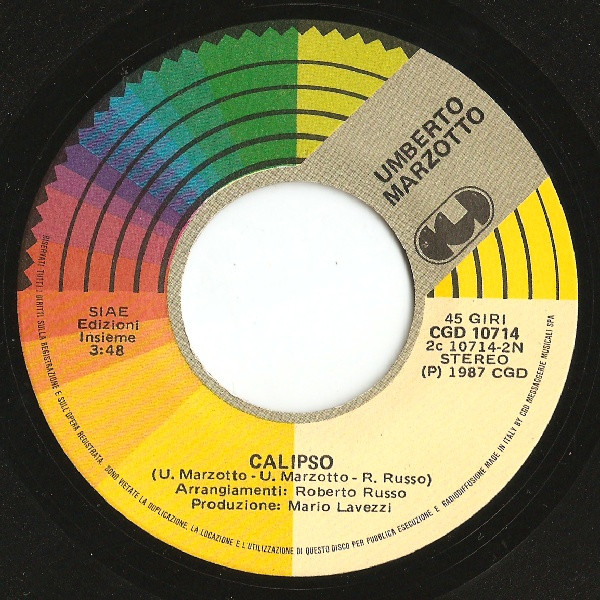 UMBERTO
MARZOTTO
SIAE
Edizioni
Insieme
3:48
45 GIRI
CGD 10714
2c 10714-2N
STEREO
(P) 1987 CGD
CALIPSO
(U. Marzotto - U. Marzotto - R. Russo)
Arrangiamenti: Roberto Russo
Produzione: Mario Lavezzi
RISERVATI TUTTI I DIRITTI SULLA REGISTRAZIONE E SULL'OPERA REGISTRATA. SONO VIETATE LA DUPLICAZIONE, LA LOCAZIONE E L'UTILIZZAZIONE DI QUESTO DISCO PER PUBBLICA ESECUZIONE E RADIODIFFUSIONE MADE IN ITALY BY CGD MESSAGGERIE MUSICALI SPA